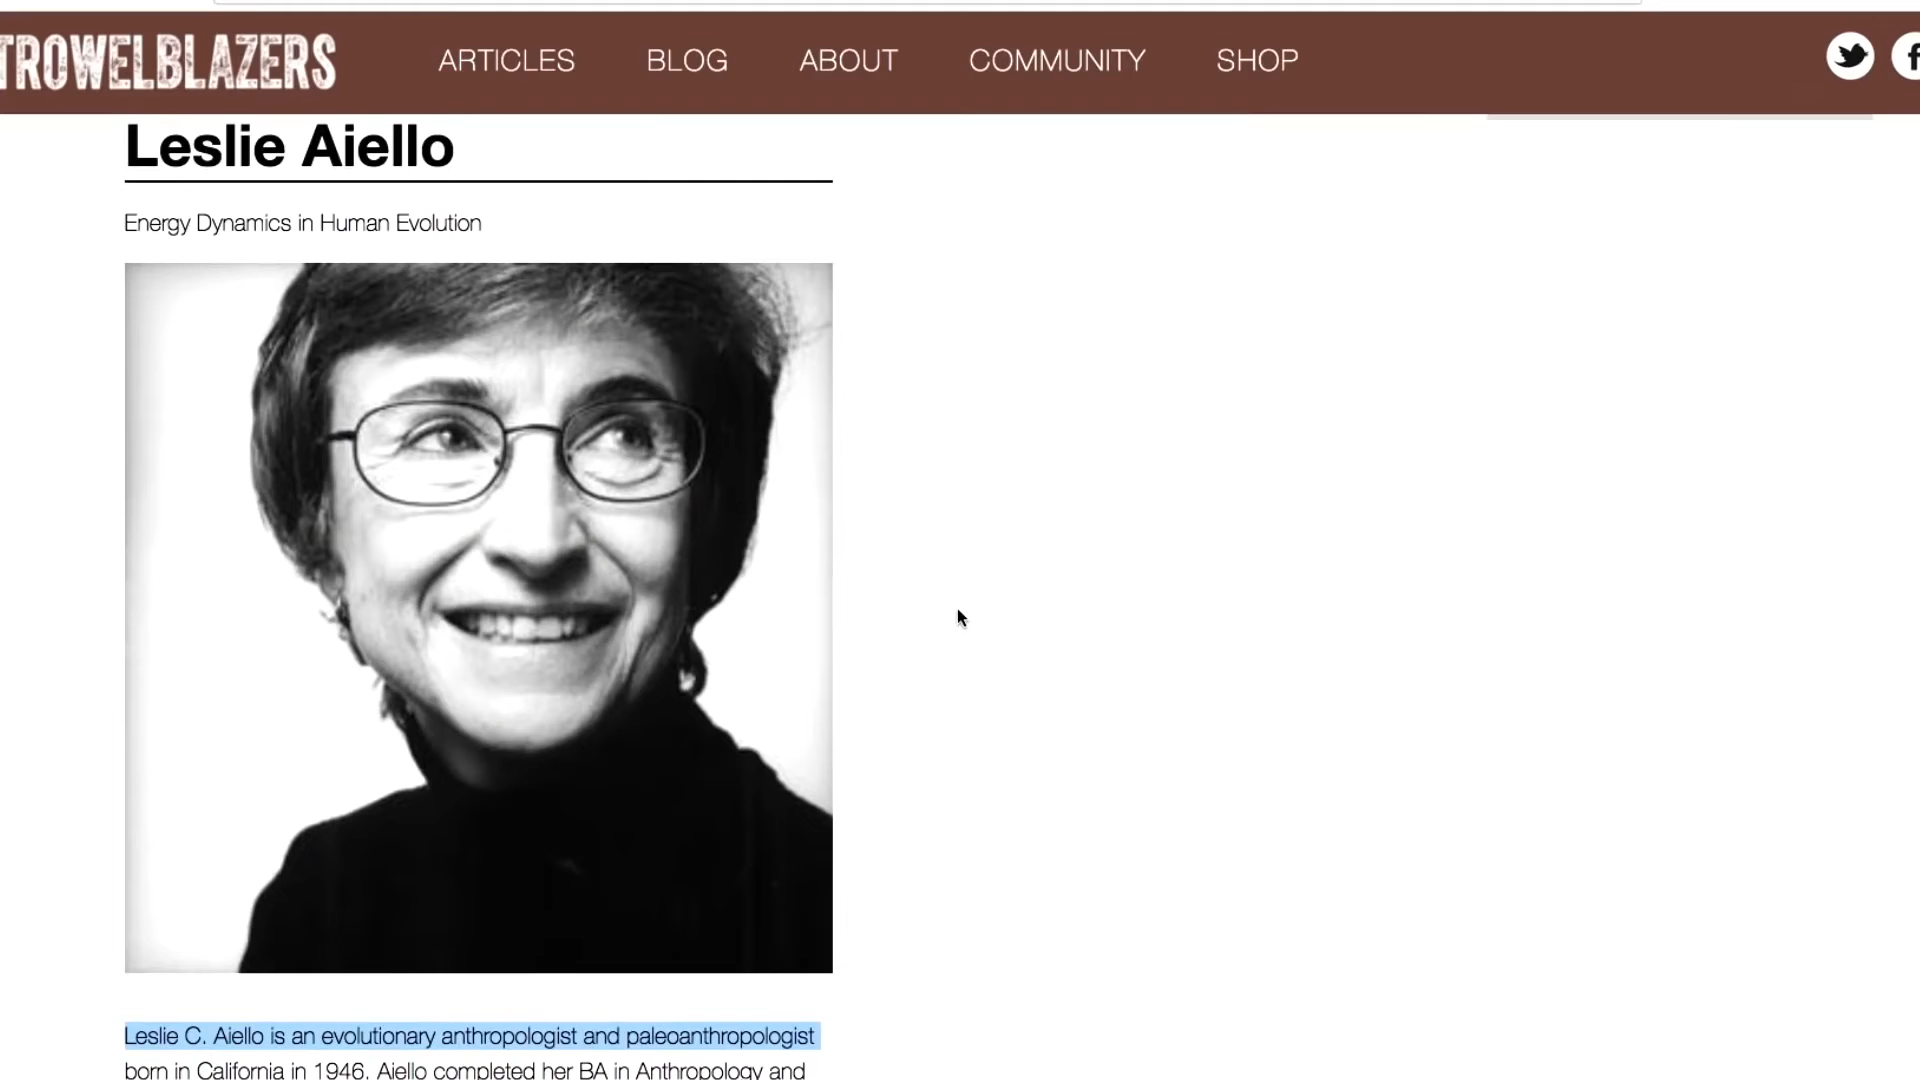 TROWELBLAZERS ARTICLES BLOG ABOUT COMMUNITY SHOP
Leslie Aiello
Energy Dynamics in Human Evolution
Leslie C. Aiello is an evolutionary anthropologist and paleoanthropologist
born in California in 1946. Aiello completed her BA in Anthropology and